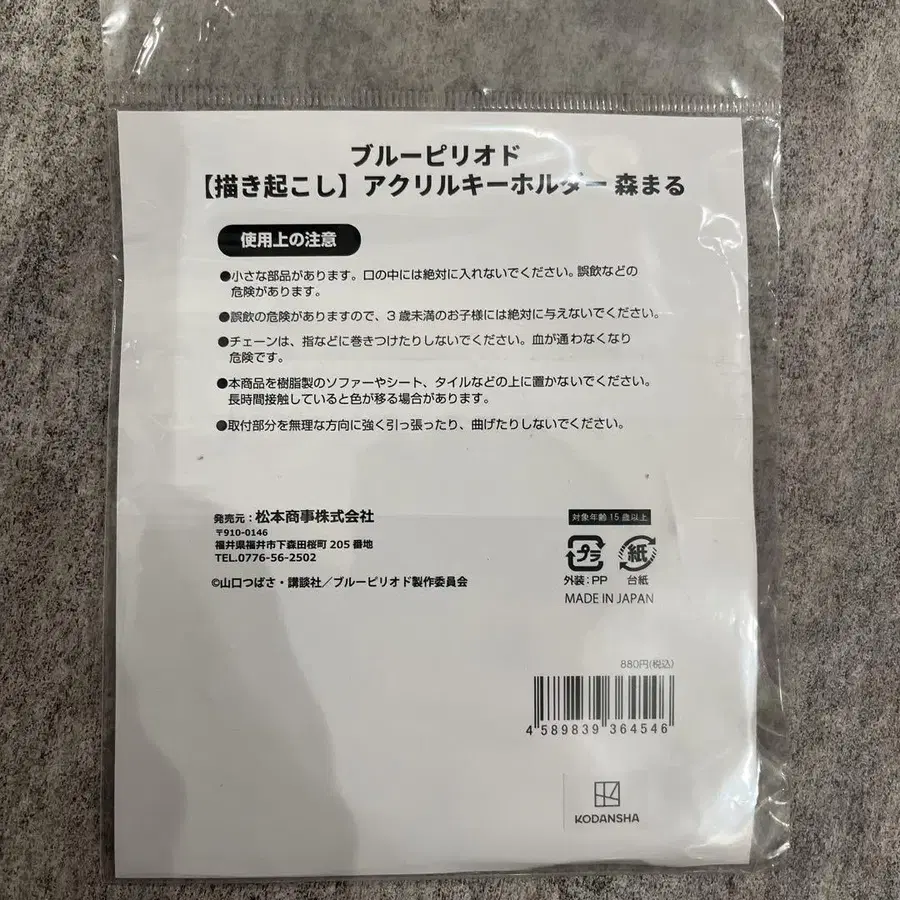 ブルーピリオド
【描き起こし】アクリルキーホルダー 森まる
使用上の注意
●小さな部品があります。口の中には絶対に入れないでください。誤飲などの
危険があります。
●誤飲の危険がありますので、3歳未満のお子様には絶対に与えないでください。
●チェーンは、指などに巻きつけたりしないでください。血が通わなくなり
危険です。
●本商品を樹脂製のソファーやシート、タイルなどの上に置かないでください。
長時間接触していると色が移る場合があります。
●取付部分を無理な方向に強く引っ張ったり、曲げたりしないでください。
発売元：松本商事株式会社
〒910-0146
福井県福井市下森田桜町205番地
TEL.0776-56-2502
©山口つばさ・講談社／ブルーピリオド製作委員会
対象年齢15歳以上
プラ 紙
外装：PP 台紙
MADE IN JAPAN
880円(税込)
4 589839 364546
KODANSHA